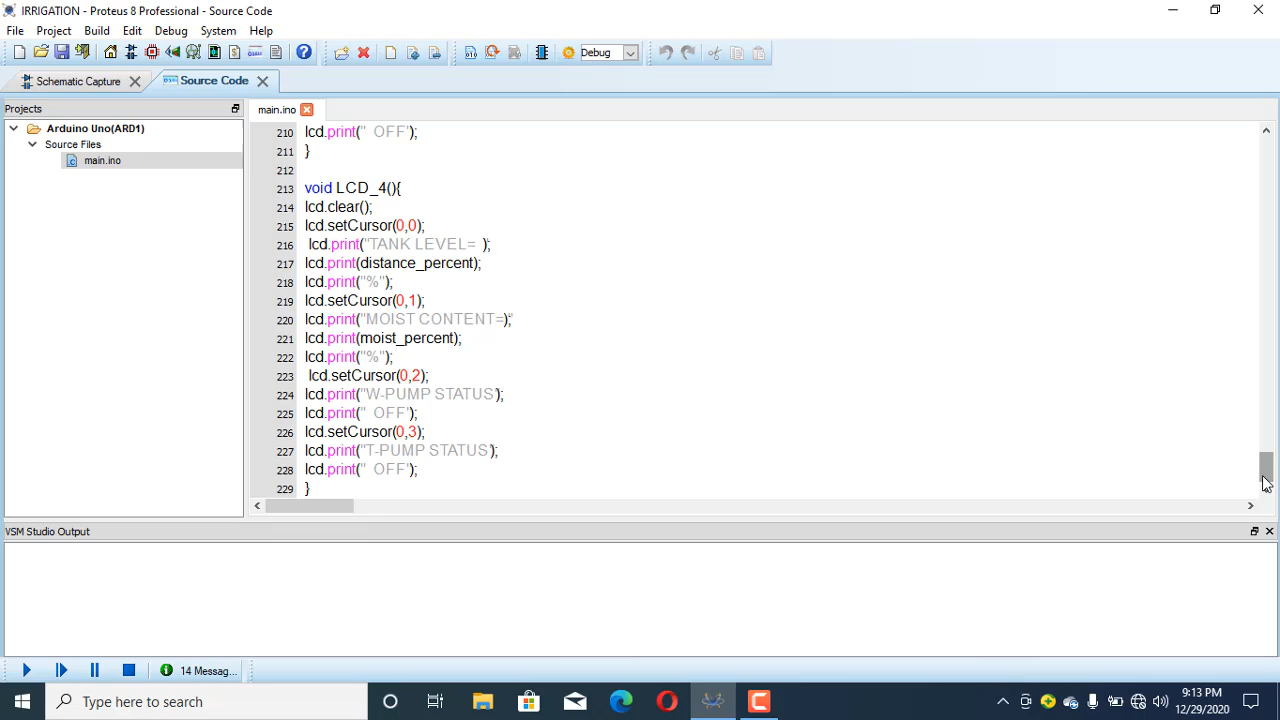 IRRIGATION - Proteus 8 Professional - Source Code
File Project Build Edit Debug System Help
Debug
Schematic Capture
Source Code
Projects
main.ino
Arduino Uno(ARD1)
Source Files
main.ino
210 lcd.print("  OFF');
211 }
212
213 void LCD_4(){
214 lcd.clear();
215 lcd.setCursor(0,0);
216 lcd.print("TANK LEVEL=  );
217 lcd.print(distance_percent);
218 lcd.print("%");
219 lcd.setCursor(0,1);
220 lcd.print("MOIST CONTENT=);"
221 lcd.print(moist_percent);
222 lcd.print("%");
223 lcd.setCursor(0,2);
224 lcd.print("W-PUMP STATUS");
225 lcd.print("  OFF');
226 lcd.setCursor(0,3);
227 lcd.print("T-PUMP STATUS");
228 lcd.print("  OFF');
229 }
VSM Studio Output
14 Messag...
Type here to search
9:13 PM
12/29/2020